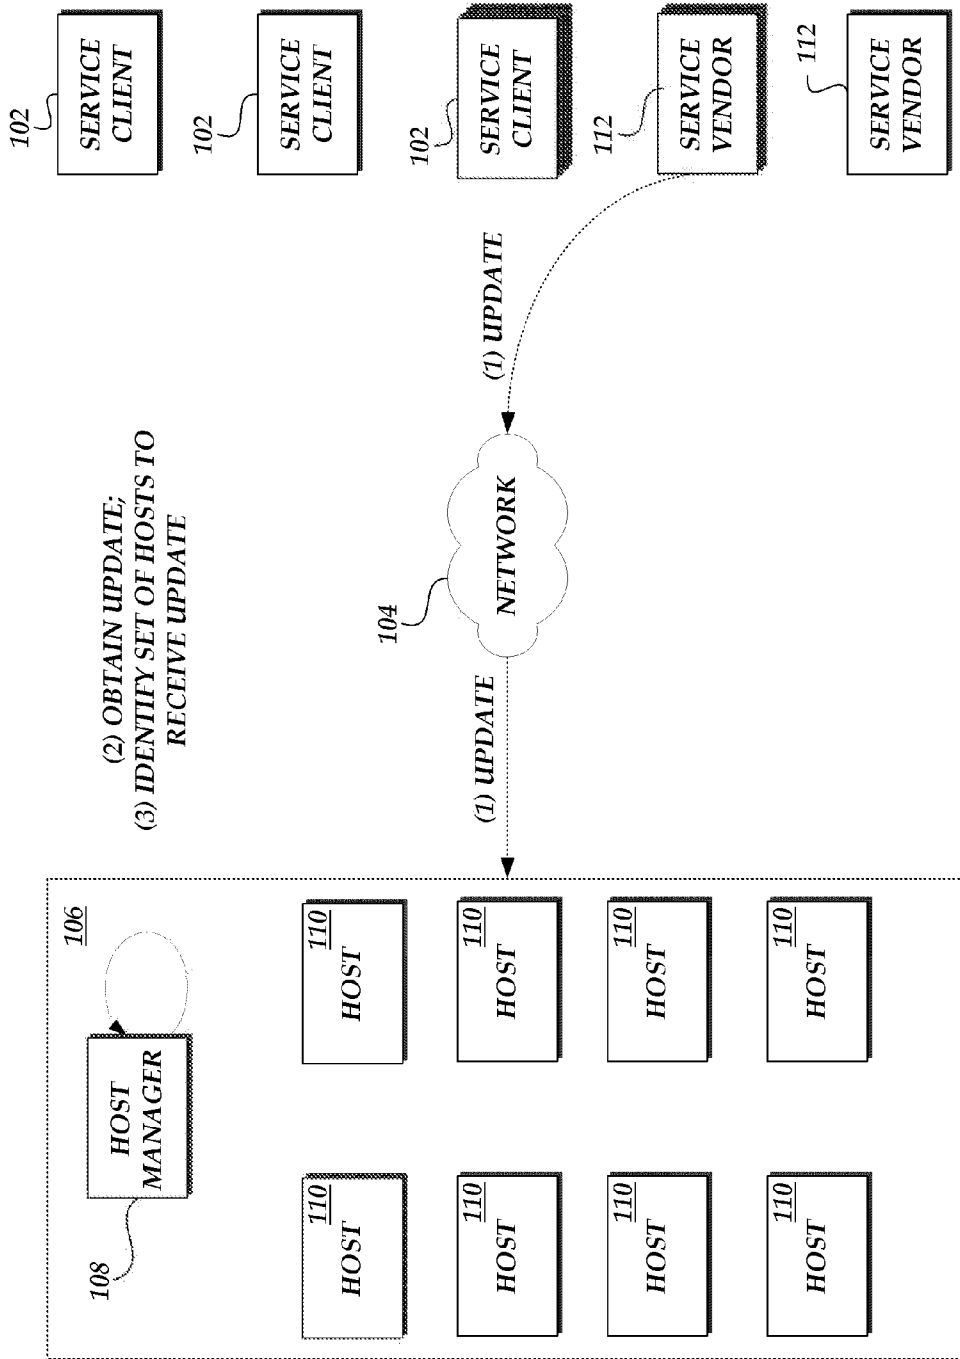 106
108
HOST
MANAGER
110
HOST
110
HOST
110
HOST
110
HOST
110
HOST
110
HOST
110
HOST
110
HOST
(2) OBTAIN UPDATE;
(3) IDENTIFY SET OF HOSTS TO
RECEIVE UPDATE
(1) UPDATE
104
NETWORK
(1) UPDATE
102
SERVICE
CLIENT
102
SERVICE
CLIENT
102
SERVICE
CLIENT
112
SERVICE
VENDOR
112
SERVICE
VENDOR